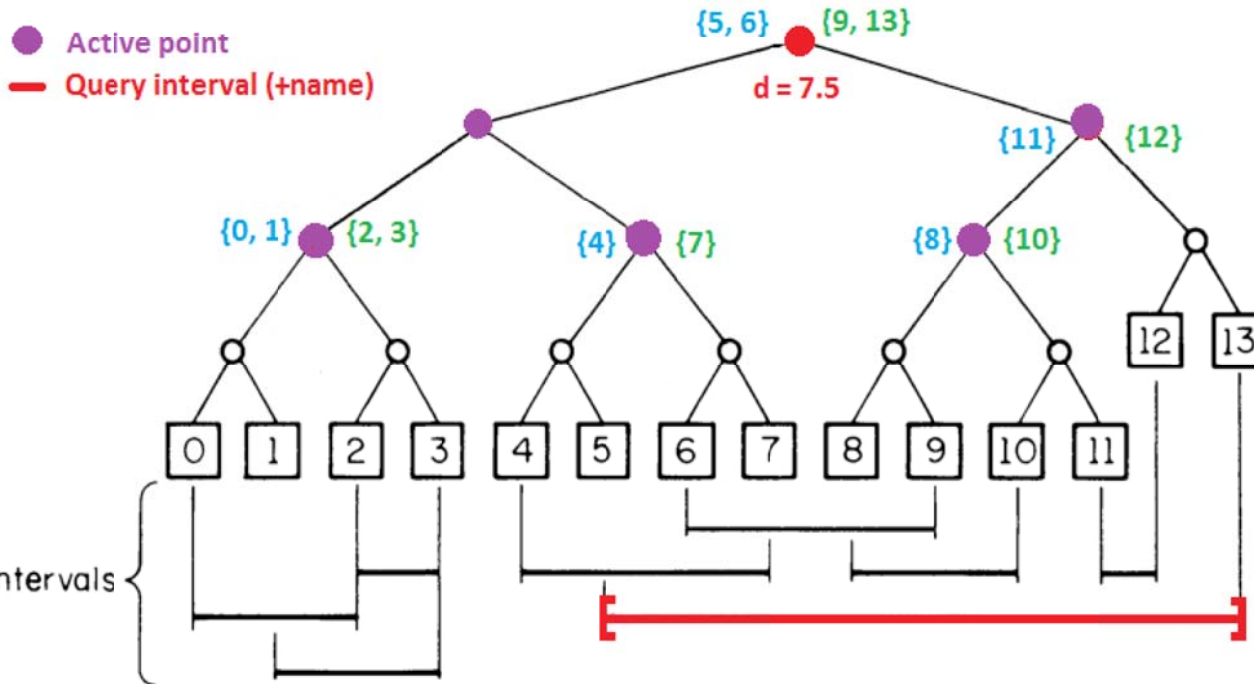 {5, 6} {9, 13}
Active point
Query interval (+name)
d = 7.5
{11} {12}
{0, 1} {2, 3} {4} {7} {8} {10}
12 13
0 1 2 3 4 5 6 7 8 9 10 11
ntervals